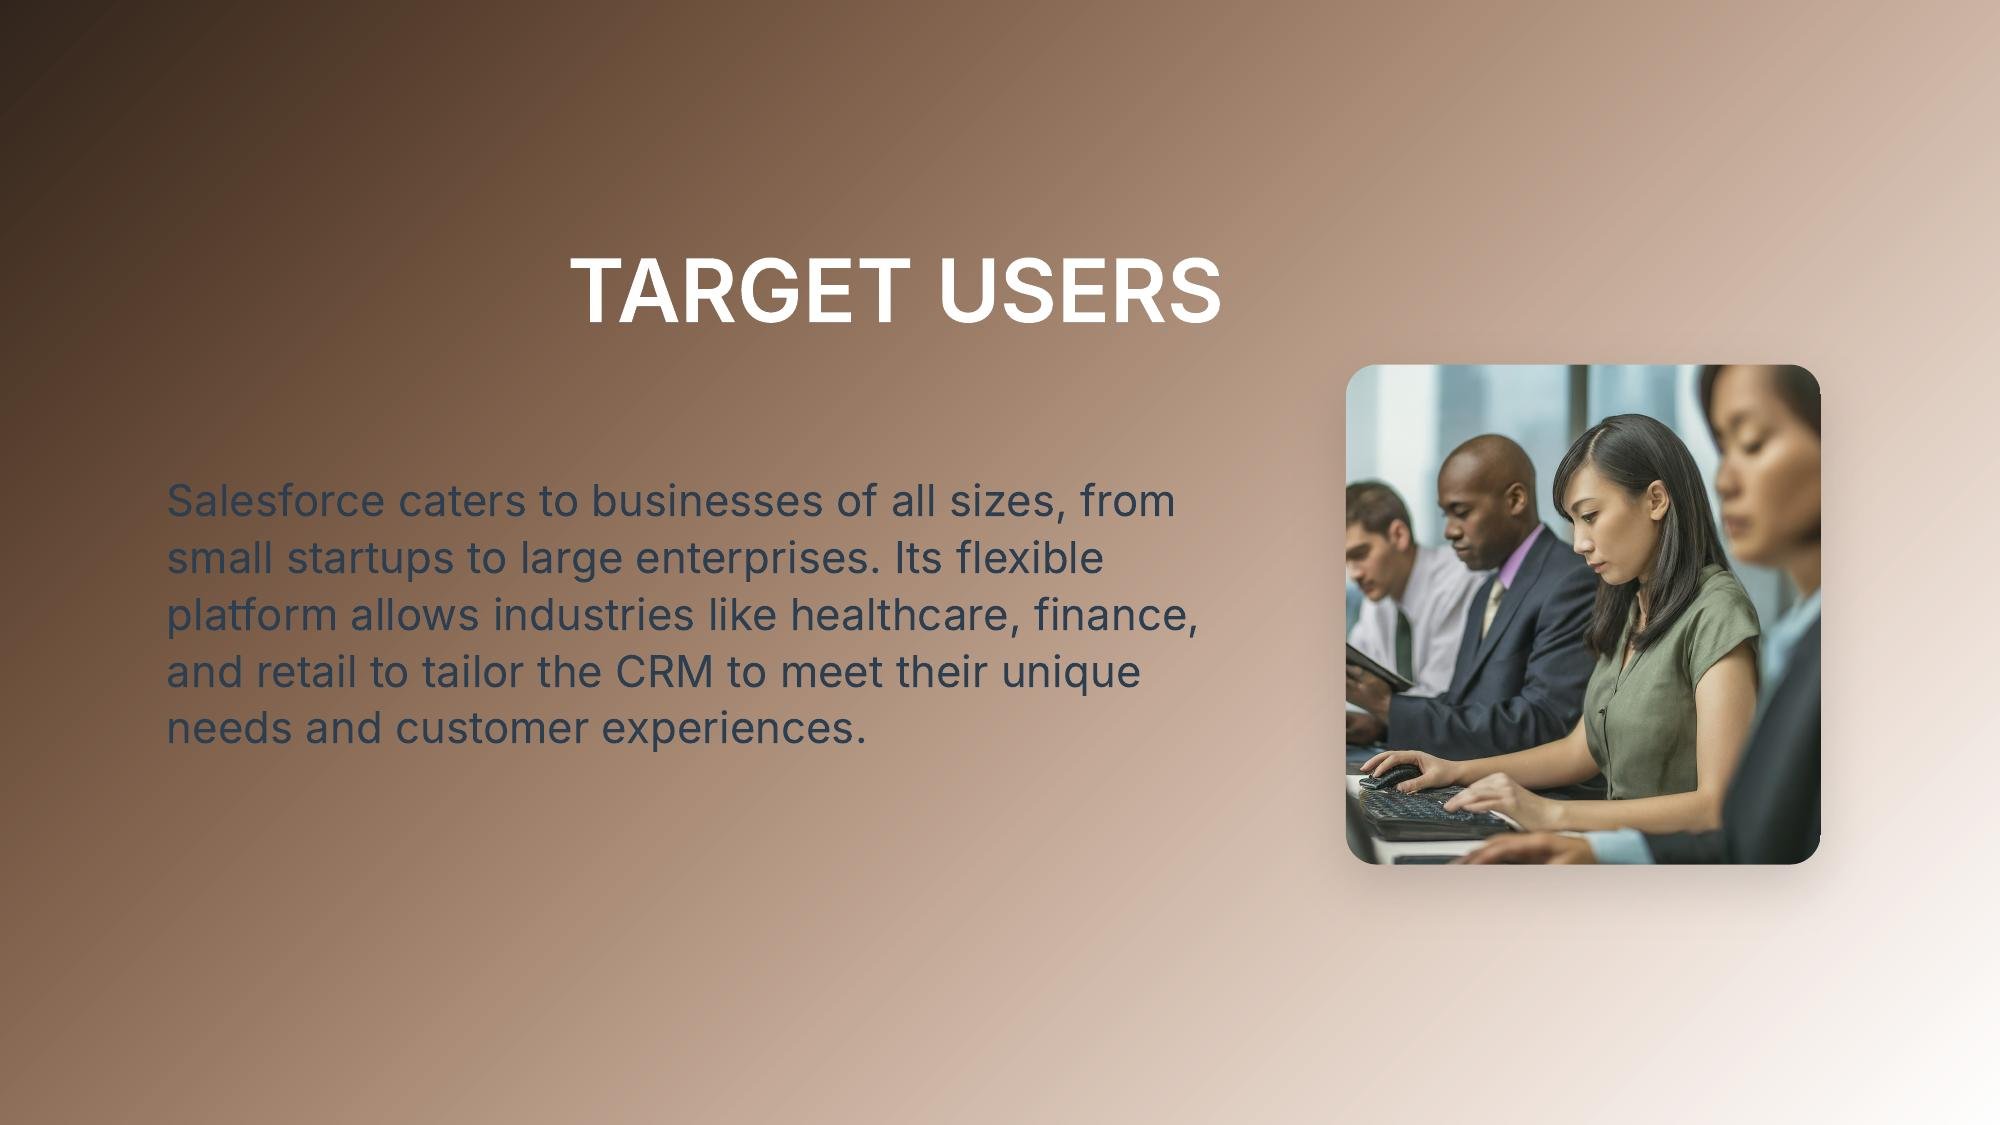 TARGET USERS
Salesforce caters to businesses of all sizes, from
small startups to large enterprises. Its flexible
platform allows industries like healthcare, finance,
and retail to tailor the CRM to meet their unique
needs and customer experiences.